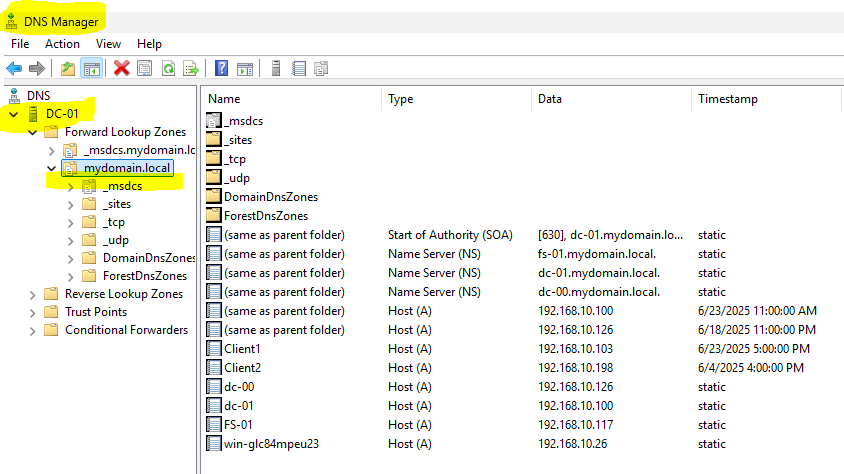 DNS Manager
File Action View Help
DNS
DC-01
Forward Lookup Zones
_msdcs.mydomain.lc
mydomain.local
_msdcs
_sites
_tcp
_udp
DomainDnsZones
ForestDnsZones
Reverse Lookup Zones
Trust Points
Conditional Forwarders
Name Type Data Timestamp
_msdcs
_sites
_tcp
_udp
DomainDnsZones
ForestDnsZones
(same as parent folder) Start of Authority (SOA) [630], dc-01.mydomain.lo... static
(same as parent folder) Name Server (NS) fs-01.mydomain.local. static
(same as parent folder) Name Server (NS) dc-01.mydomain.local. static
(same as parent folder) Name Server (NS) dc-00.mydomain.local. static
(same as parent folder) Host (A) 192.168.10.100 6/23/2025 11:00:00 AM
(same as parent folder) Host (A) 192.168.10.126 6/18/2025 11:00:00 PM
Client1 Host (A) 192.168.10.103 6/23/2025 5:00:00 PM
Client2 Host (A) 192.168.10.198 6/4/2025 4:00:00 PM
dc-00 Host (A) 192.168.10.126 static
dc-01 Host (A) 192.168.10.100 static
FS-01 Host (A) 192.168.10.117 static
win-glc84mpeu23 Host (A) 192.168.10.26 static